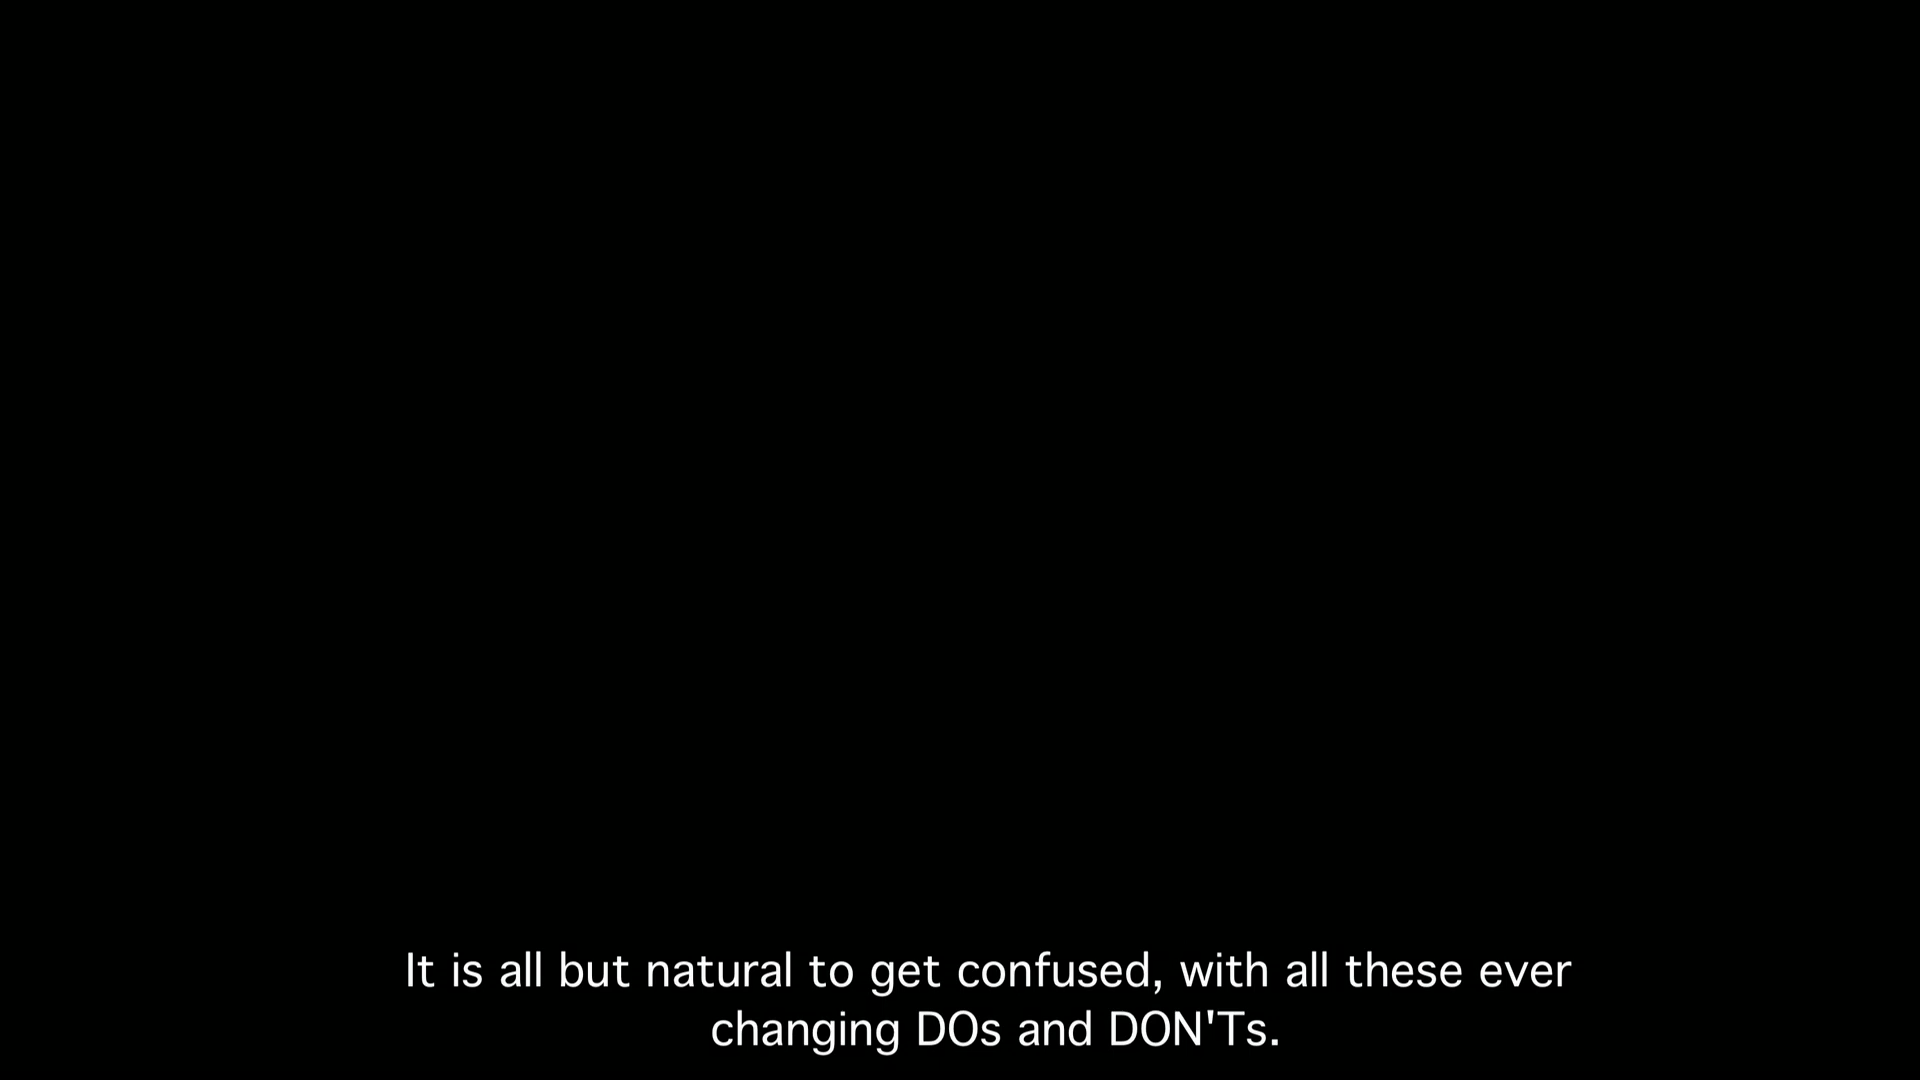 It is all but natural to get confused, with all these ever
changing DOs and DON'Ts.